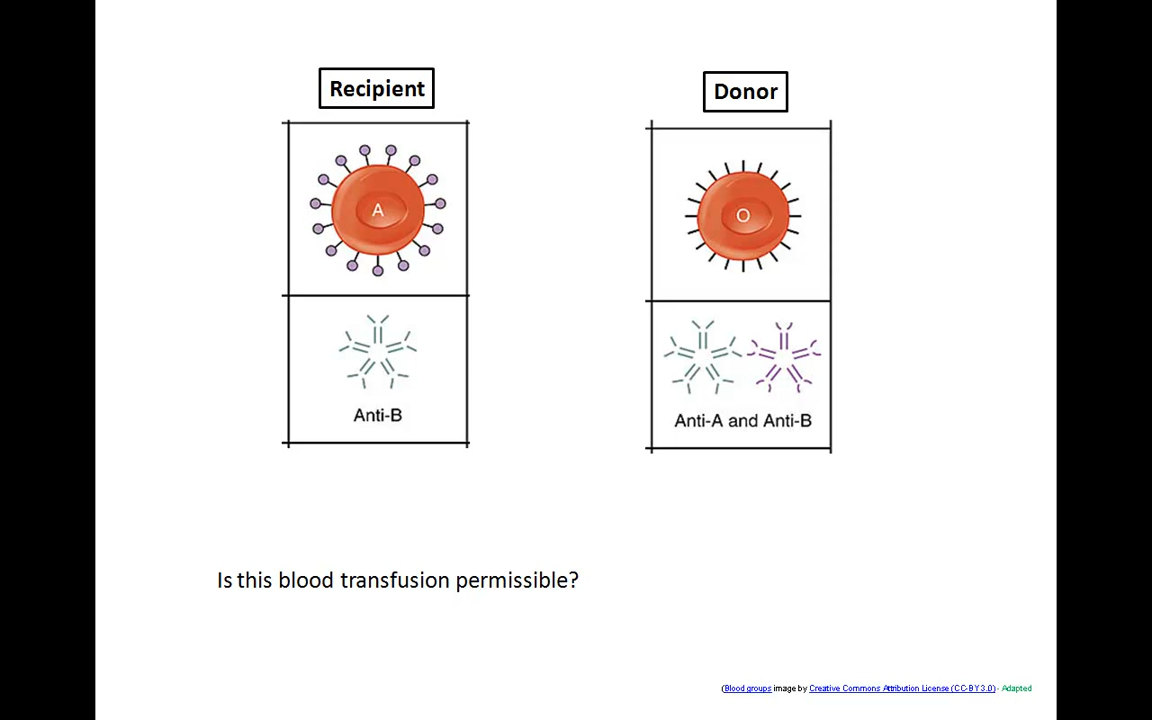 Recipient
Donor
A
O
Anti-B
Anti-A and Anti-B
Is this blood transfusion permissible?
(Blood groups image by Creative Commons Attribution License (CC-BY 3.0) - Adapted